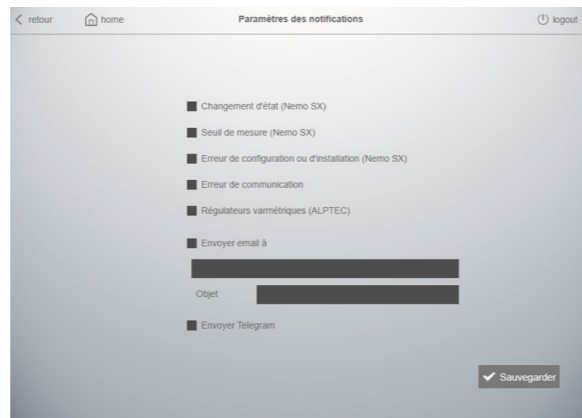 retour
home
Paramètres des notifications
logout
Changement d'état (Nemo SX)
Seuil de mesure (Nemo SX)
Erreur de configuration ou d'installation (Nemo SX)
Erreur de communication
Régulateurs varmétriques (ALPTEC)
Envoyer email à
Objet
Envoyer Telegram
Sauvegarder